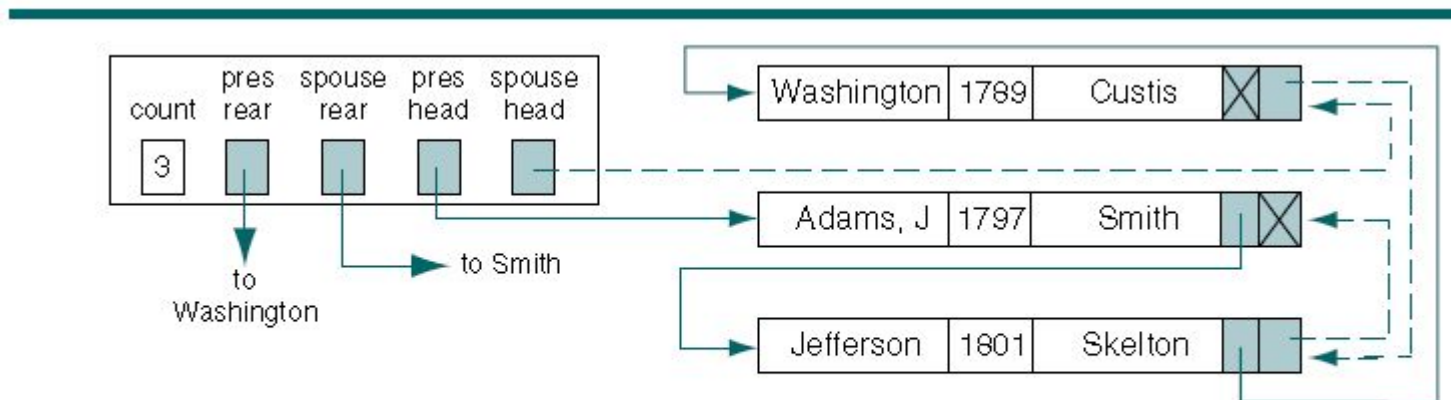 count
pres
rear
spouse
rear
pres
head
spouse
head
3
to
Washington
to Smith
Washington 1789 Custis
Adams, J 1797 Smith
Jefferson 1801 Skelton